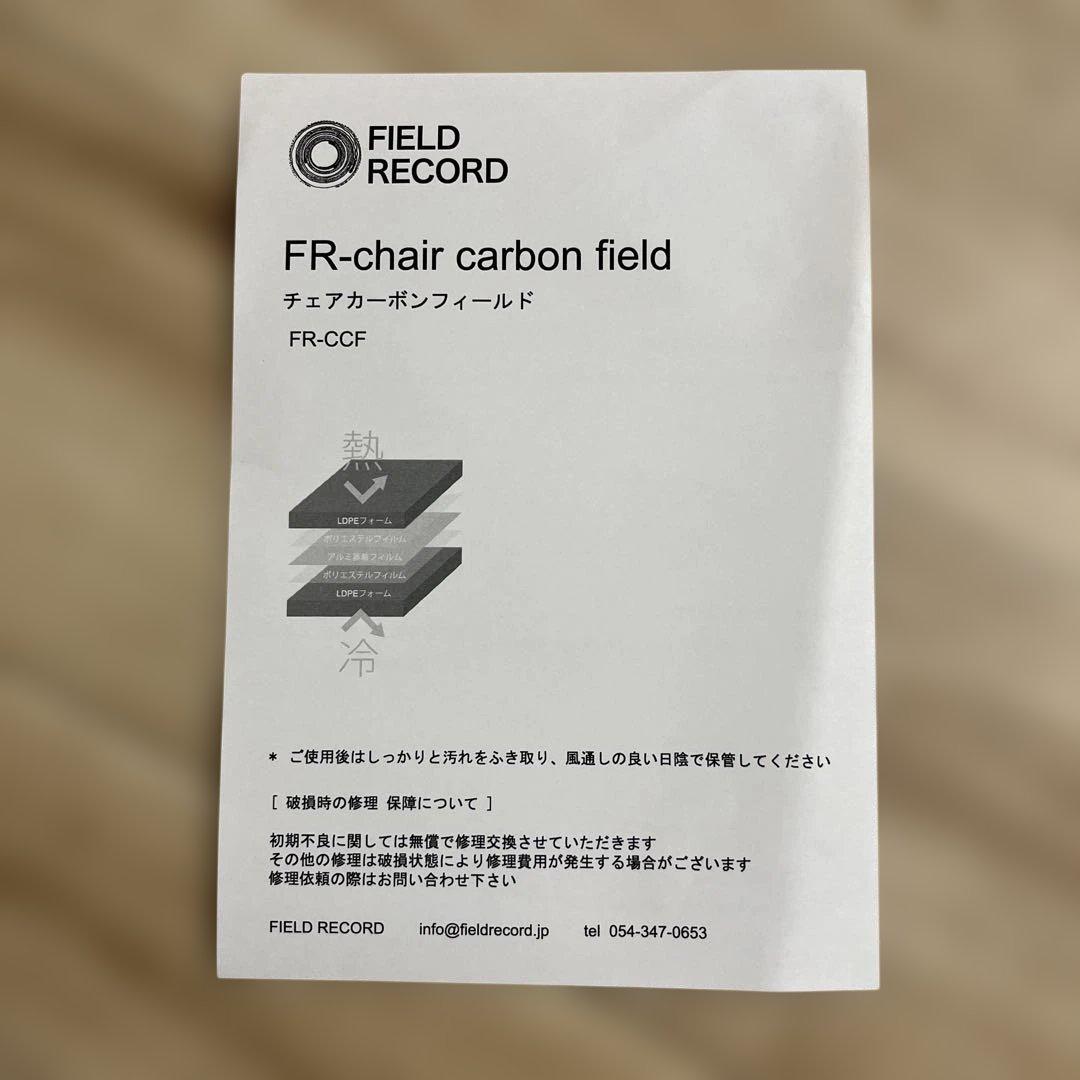 FIELD
RECORD
FR-chair carbon field
チェアカーボンフィールド
FR-CCF
熱
LDPEフォーム
ポリエステルフィルム
アルミ蒸着フィルム
ポリエステルフィルム
LDPEフォーム
冷
* ご使用後はしっかりと汚れをふき取り、風通しの良い日陰で保管してください
[ 破損時の修理 保障について ]
初期不良に関しては無償で修理交換させていただきます
その他の修理は破損状態により修理費用が発生する場合がございます
修理依頼の際はお問い合わせ下さい
FIELD RECORD info@fieldrecord.jp tel 054-347-0653